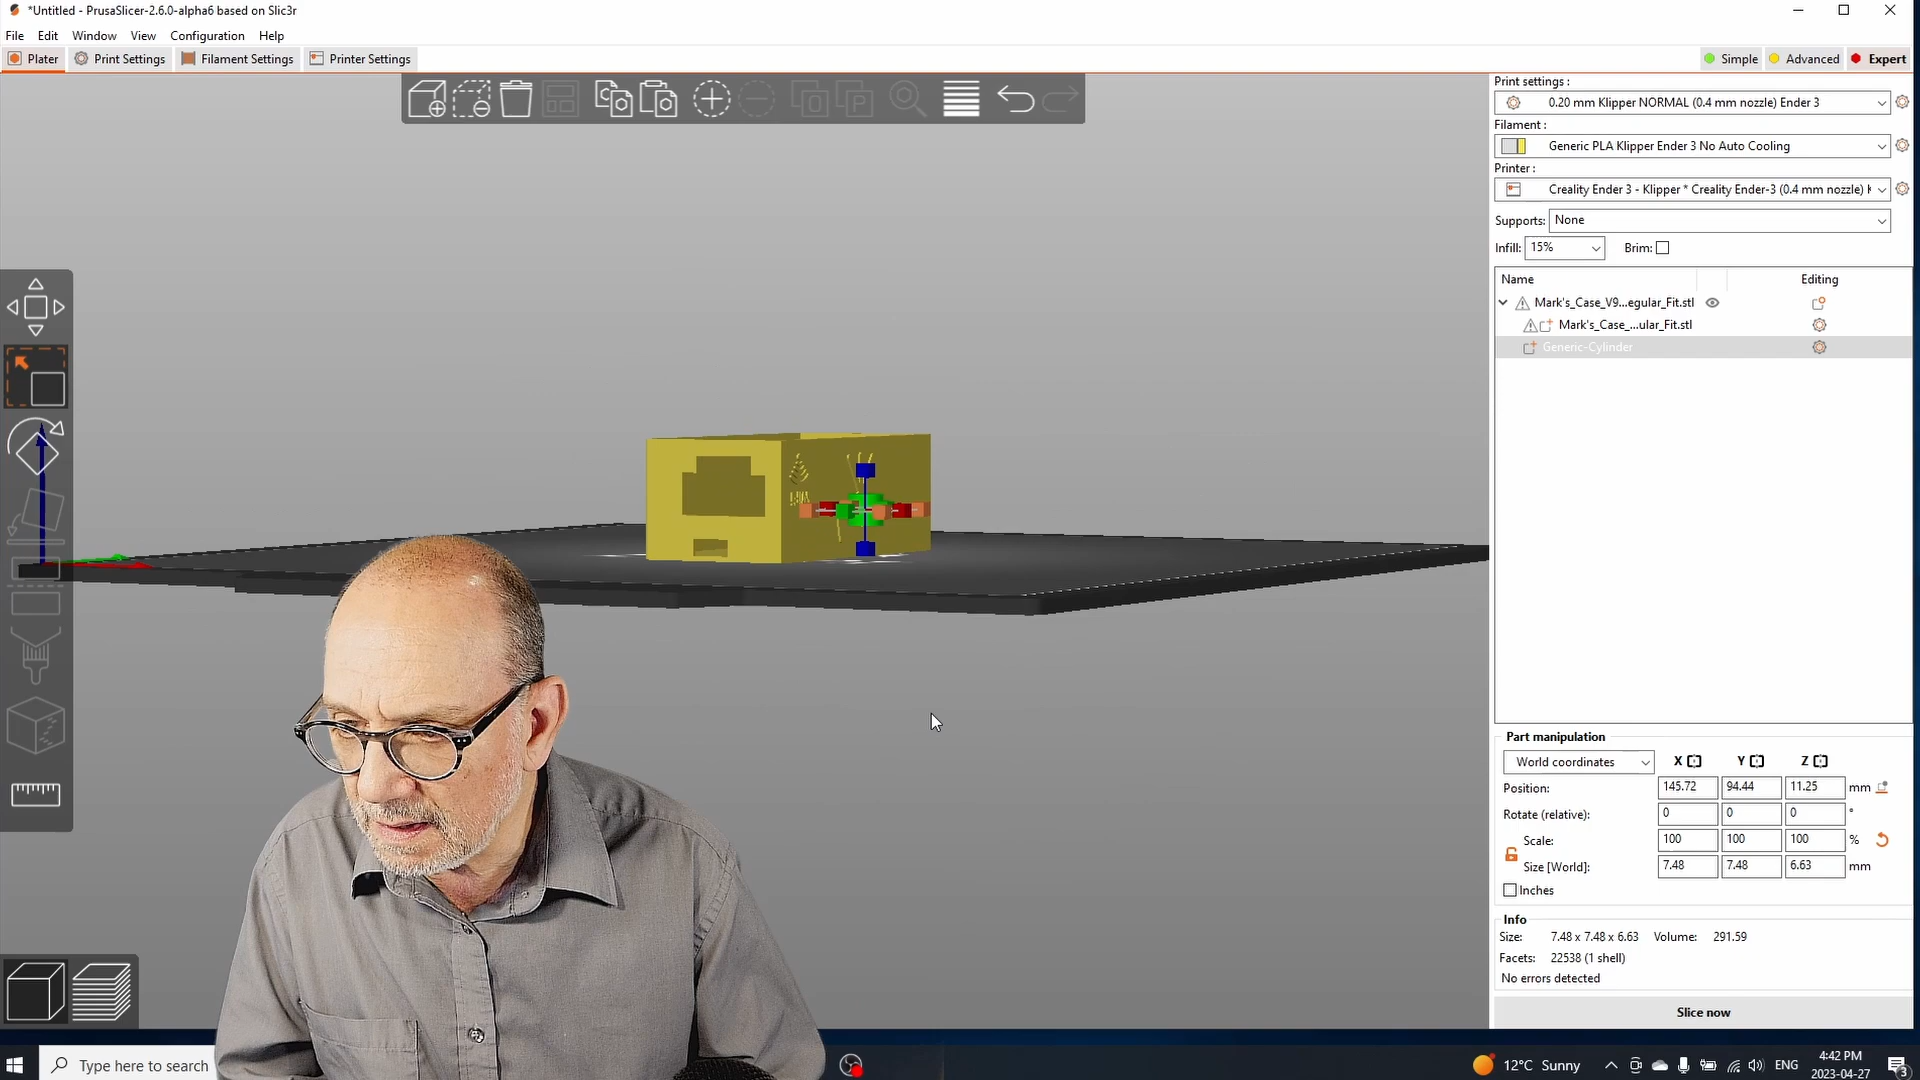 *Untitled - PrusaSlicer-2.6.0-alpha6 based on Slic3r
File Edit Window View Configuration Help
Plater Print Settings Filament Settings Printer Settings Simple Advanced Expert
Print settings :
0.20 mm Klipper NORMAL (0.4 mm nozzle) Ender 3
Filament :
Generic PLA Klipper Ender 3 No Auto Cooling
Printer :
Creality Ender 3 - Klipper * Creality Ender-3 (0.4 mm nozzle)
Supports: None
Infill: 15% Brim:
Name Editing
Mark's_Case_V9...egular_Fit.stl
Mark's_Case_...ular_Fit.stl
Generic-Cylinder
Part manipulation
World coordinates X Y Z
Position: 145.72 94.44 11.25 mm
Rotate (relative): 0 0 0 °
Scale: 100 100 100 %
Size [World]: 7.48 7.48 6.63 mm
Inches
Info
Size: 7.48 x 7.48 x 6.63 Volume: 291.59
Facets: 22538 (1 shell)
No errors detected
Slice now
Type here to search
12°C Sunny ENG 4:42 PM
2023-04-27 3